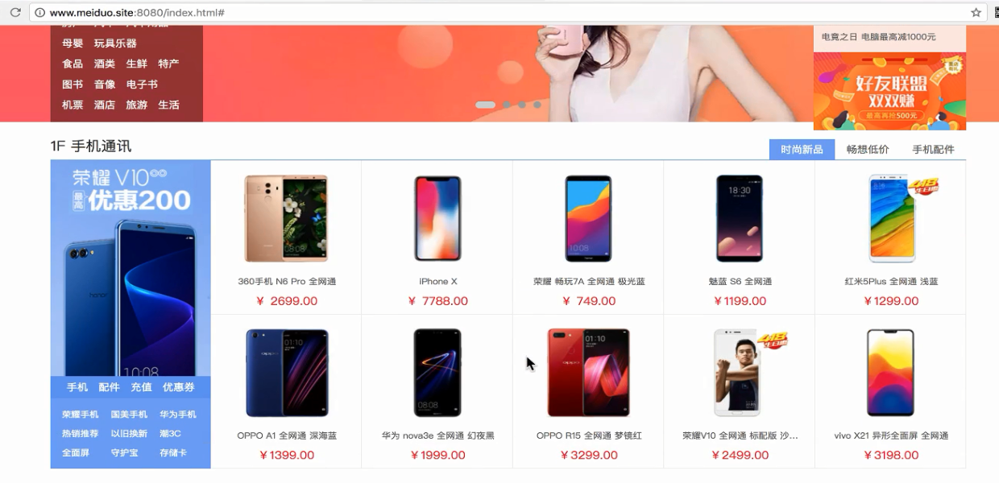 www.meiduo.site:8080/index.html#
母婴 玩具乐器
食品 酒类 生鲜 特产
图书 音像 电子书
机票 酒店 旅游 生活
电竞之日 电脑最高减1000元
好友联盟
双双赚
最高再抢500元
1F 手机通讯
时尚新品 畅想低价 手机配件
荣耀 V10
最高优惠200
honor
10:08
手机 配件 充值 优惠券
荣耀手机 国美手机 华为手机
热销推荐 以旧换新 潮3C
全面屏 守护宝 存储卡
360手机 N6 Pro 全网通
¥ 2699.00
iPhone X
¥ 7788.00
荣耀 畅玩7A 全网通 极光蓝
¥ 749.00
18:30
魅蓝 S6 全网通
¥1199.00
红米5Plus 全网通 浅蓝
¥1299.00
01:10
OPPO A1 全网通 深海蓝
¥1399.00
08:08
华为 nova3e 全网通 幻夜黑
¥1999.00
01:10
OPPO R15 全网通 梦镜红
¥3299.00
荣耀V10 全网通 标配版 沙...
¥2499.00
vivo X21 异形全面屏 全网通
¥3198.00